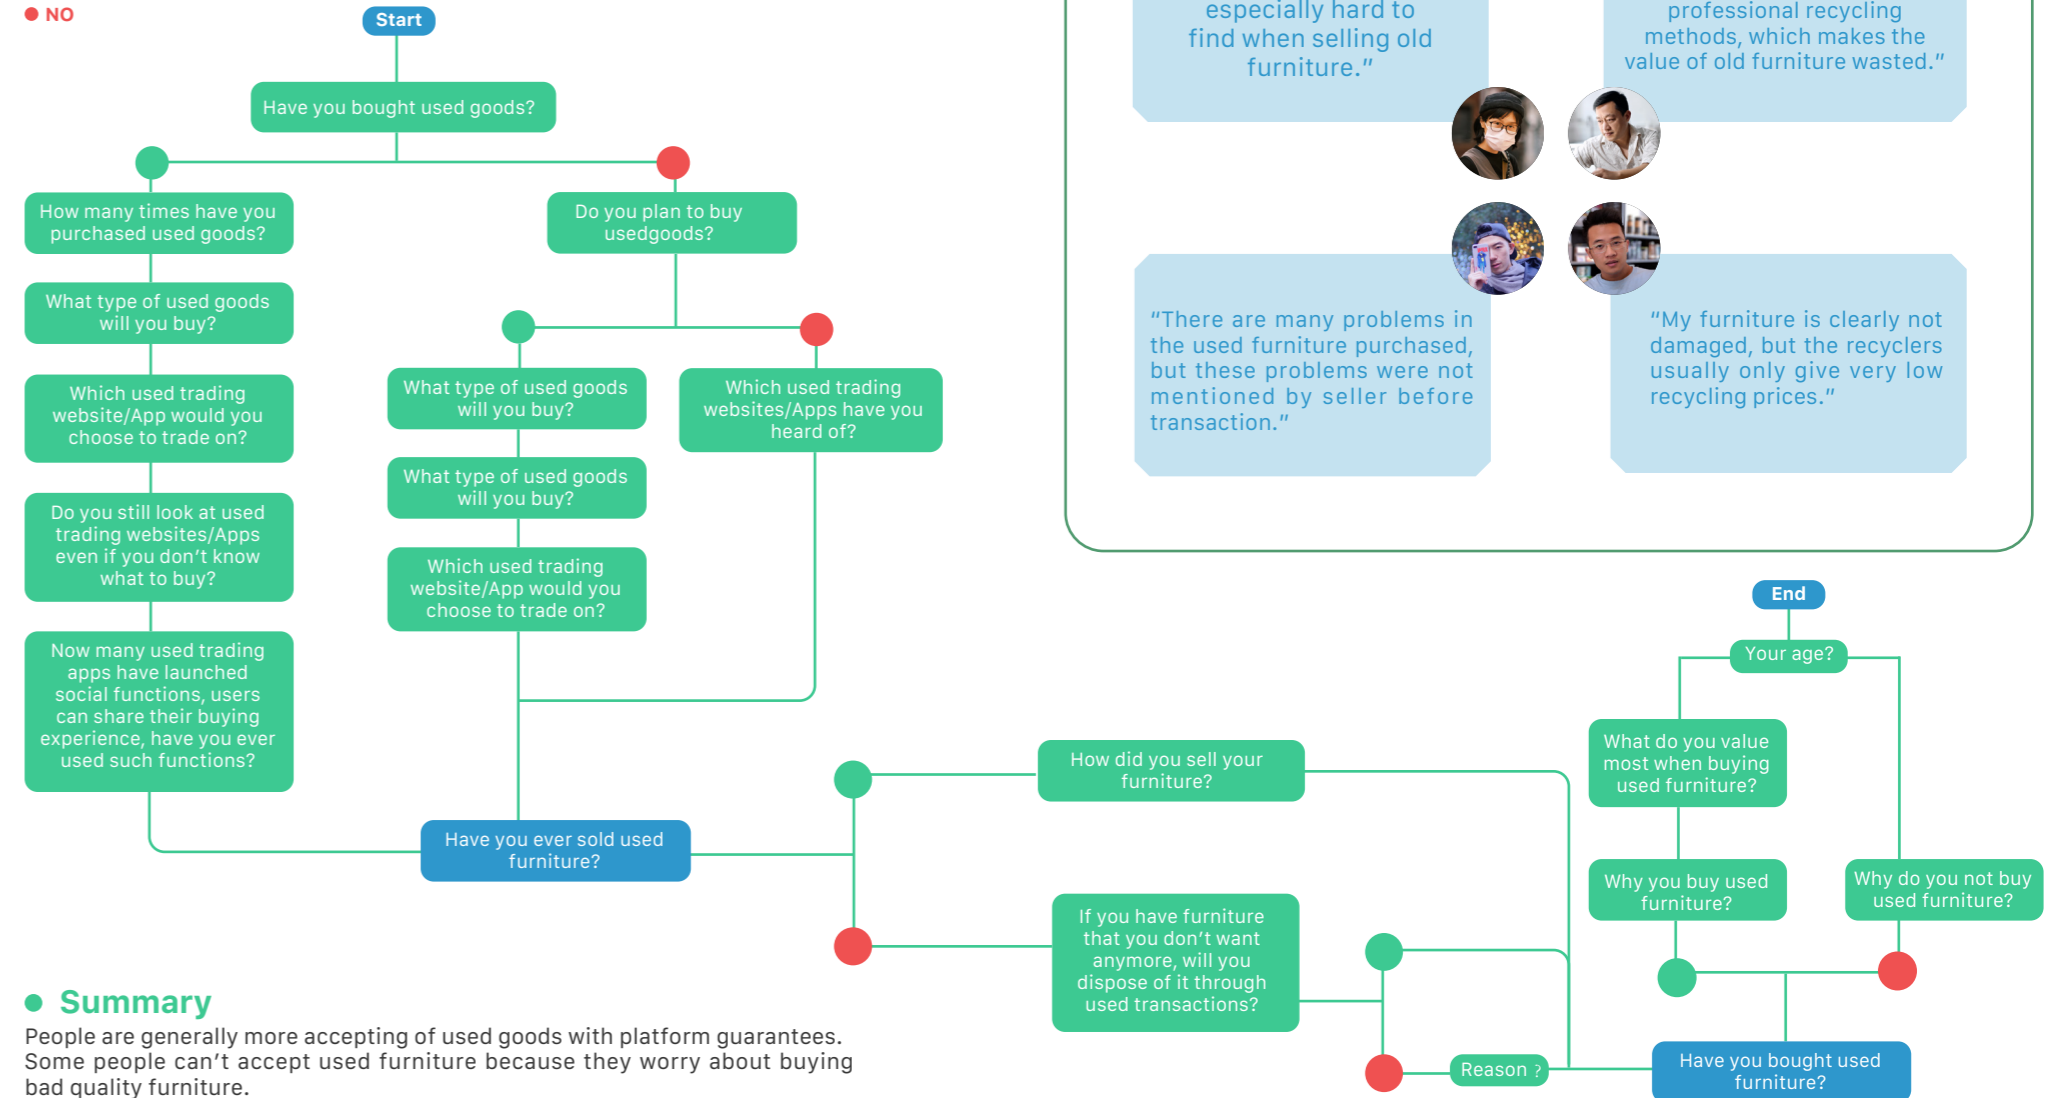 NO
Start
Have you bought used goods?
How many times have you
purchased used goods?
What type of used goods
will you buy?
Which used trading
website/App would you
choose to trade on?
Do you still look at used
trading websites/Apps
even if you don't know
what to buy?
Now many used trading
apps have launched
social functions, users
can share their buying
experience, have you ever
used such functions?
Do you plan to buy
usedgoods?
What type of used goods
will you buy?
What type of used goods
will you buy?
Which used trading
website/App would you
choose to trade on?
Which used trading
websites/Apps have you
heard of?
Have you ever sold used
furniture?
How did you sell your
furniture?
If you have furniture
that you don't want
anymore, will you
dispose of it through
used transactions?
Reason ?
Have you bought used
furniture?
Why you buy used
furniture?
What do you value
most when buying
used furniture?
Why do you not buy
used furniture?
Your age?
End
especially hard to
find when selling old
furniture."
professional recycling
methods, which makes the
value of old furniture wasted."
"There are many problems in
the used furniture purchased,
but these problems were not
mentioned by seller before
transaction."
"My furniture is clearly not
damaged, but the recyclers
usually only give very low
recycling prices."
Summary
People are generally more accepting of used goods with platform guarantees.
Some people can't accept used furniture because they worry about buying
bad quality furniture.